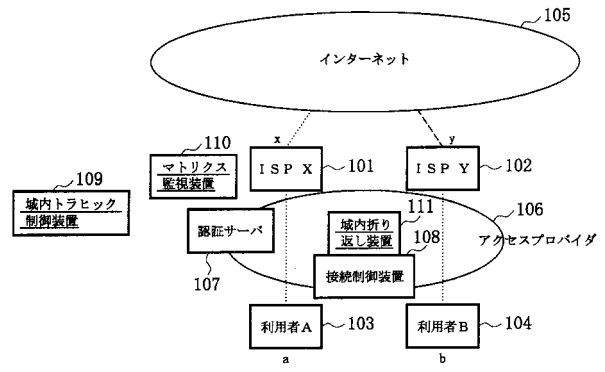 105
インターネット
x
y
110
マトリクス
監視装置
ISP X
101
ISP Y
102
109
域内トラヒック
制御装置
111
106
認証サーバ
域内折り
返し装置
アクセスプロバイダ
108
107
接続制御装置
利用者A
103
利用者B
104
a
b